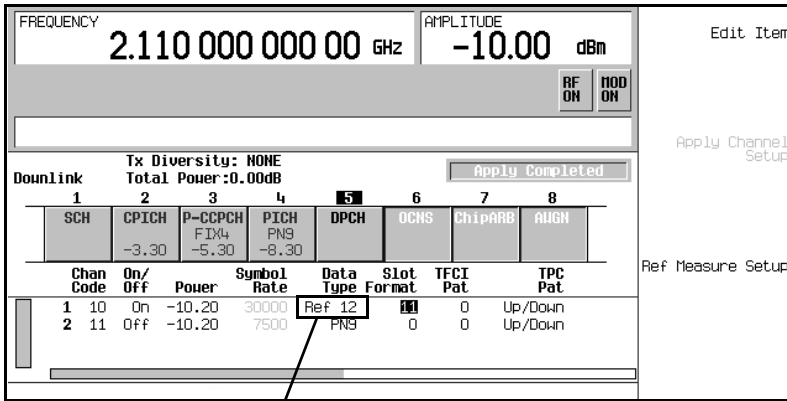 FREQUENCY
2.110 000 000 00 GHz
AMPLITUDE
-10.00 dBm
RF ON
MOD ON
Edit Item
Apply Channel Setup
Ref Measure Setup
Tx Diversity: NONE
Downlink Total Power:0.00dB
Apply Completed
1 2 3 4 5 6 7 8
SCH CPICH P-CCPCH PICH DPCH OCNS ChipARB AWGN
FIX4 PN9
-3.30 -5.30 -8.30
Chan On/ Symbol Data Slot TFCI TPC
Code Off Power Rate Type Format Pat Pat
1 10 On -10.20 30000 Ref 12 11 0 Up/Down
2 11 Off -10.20 7500 PN9 0 0 Up/Down